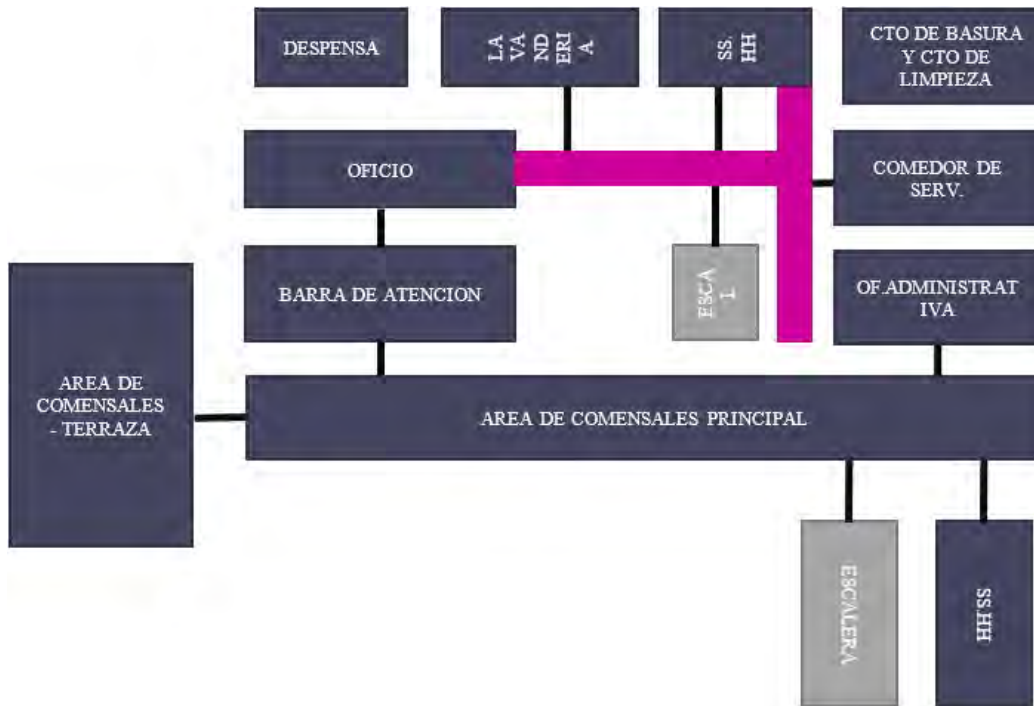 DESPENSA
LA
VA
ND
ERI
A
SS.
HH
CTO DE BASURA
Y CTO DE
LIMPIEZA
OFICIO
COMEDOR DE
SERV.
BARRA DE ATENCION
ESCA
L
OF.ADMINISTRAT
IVA
AREA DE
COMENSALES
- TERRAZA
AREA DE COMENSALES PRINCIPAL
ESCALERA
SS.HH